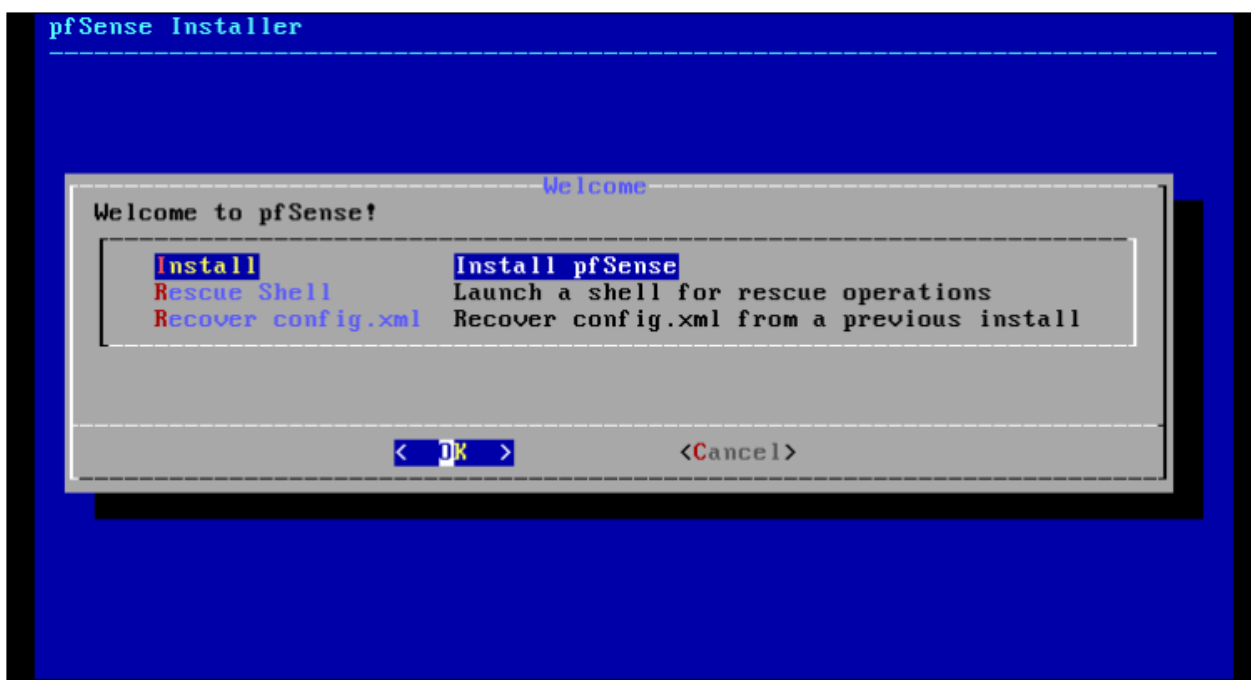 pfSense Installer
Welcome
Welcome to pfSense!
Install Install pfSense
Rescue Shell Launch a shell for rescue operations
Recover config.xml Recover config.xml from a previous install
< OK > <Cancel>